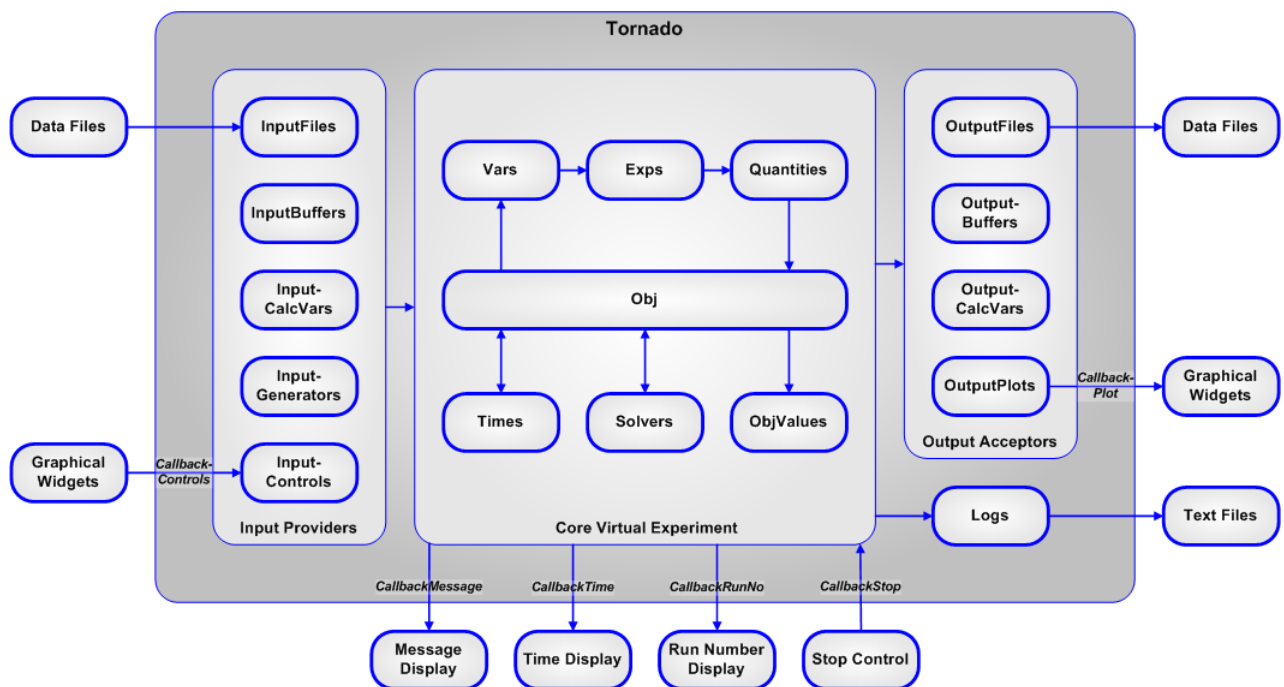 Tornado
Data Files
InputFiles
InputBuffers
Input-
CalcVars
Input-
Generators
Graphical
Widgets
Callback-
Controls
Input-
Controls
Input Providers
Vars
Exps
Quantities
Obj
Times
Solvers
ObjValues
Core Virtual Experiment
OutputFiles
Output-
Buffers
Output-
CalcVars
OutputPlots
Output Acceptors
Data Files
Callback-
Plot
Graphical
Widgets
Logs
Text Files
CallbackMessage
CallbackTime
CallbackRunNo
CallbackStop
Message
Display
Time Display
Run Number
Display
Stop Control